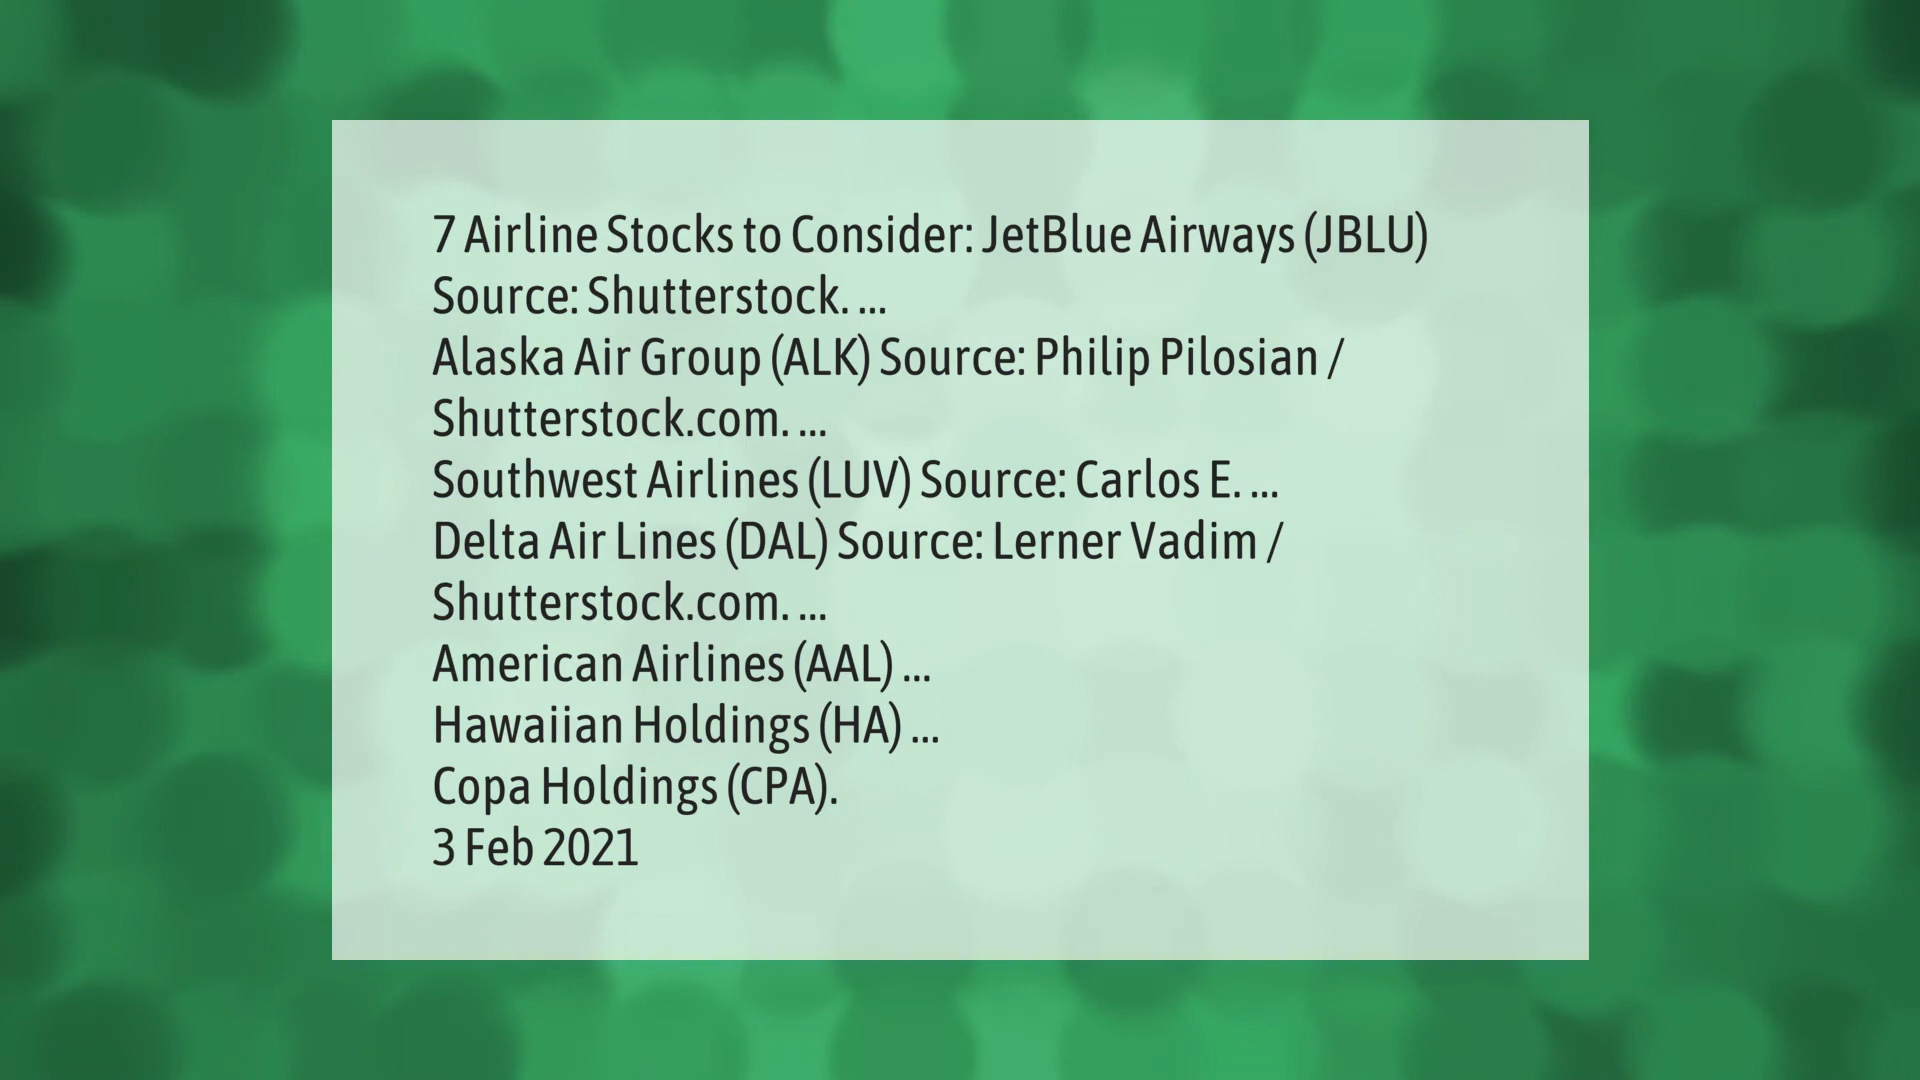 7 Airline Stocks to Consider: JetBlue Airways (JBLU)
Source: Shutterstock. ...
Alaska Air Group (ALK) Source: Philip Pilosian /
Shutterstock.com. ...
Southwest Airlines (LUV) Source: Carlos E. ...
Delta Air Lines (DAL) Source: Lerner Vadim /
Shutterstock.com. ...
American Airlines (AAL) ...
Hawaiian Holdings (HA) ...
Copa Holdings (CPA).
3 Feb 2021